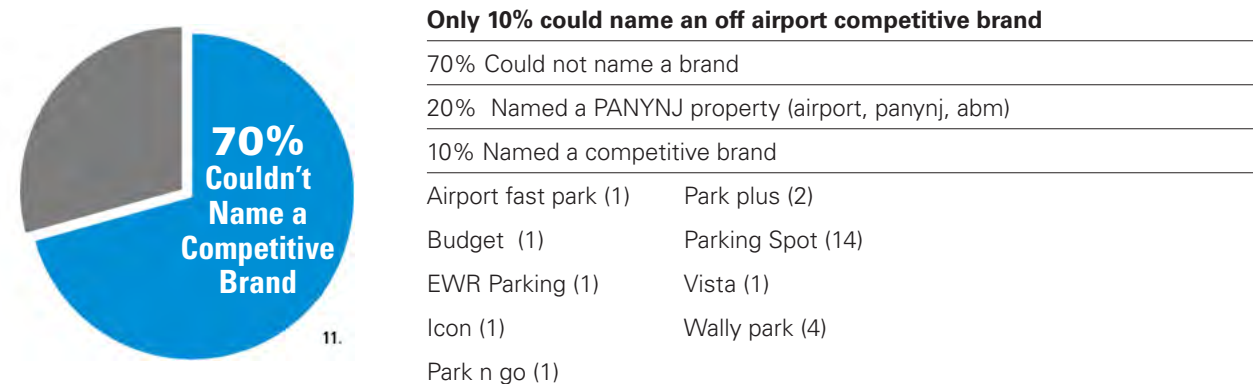 70%
Couldn't
Name a
Competitive
Brand
11.
Only 10% could name an off airport competitive brand
70% Could not name a brand
20% Named a PANYNJ property (airport, panynj, abm)
10% Named a competitive brand
Airport fast park (1) Park plus (2)
Budget (1) Parking Spot (14)
EWR Parking (1) Vista (1)
Icon (1) Wally park (4)
Park n go (1)